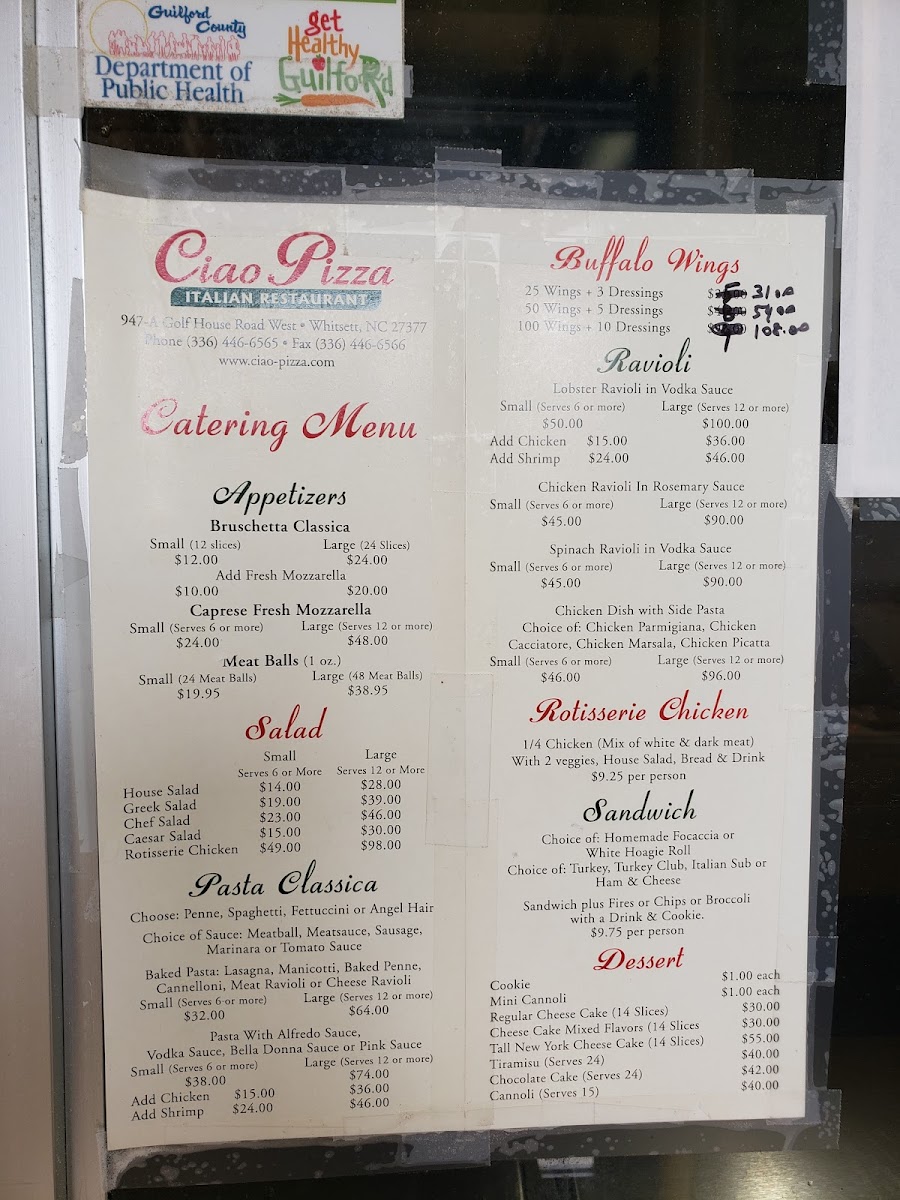 Guilford
County
Department of
Public Health
get
Healthy
Guilford
Ciao Pizza
ITALIAN RESTAURANT
947-A Golf House Road West • Whitsett, NC 27377
Phone (336) 446-6565 • Fax (336) 446-6566
www.ciao-pizza.com
Catering Menu
Appetizers
Bruschetta Classica
Small (12 slices) Large (24 Slices)
$12.00 $24.00
Add Fresh Mozzarella
$10.00 $20.00
Caprese Fresh Mozzarella
Small (Serves 6 or more) Large (Serves 12 or more)
$24.00 $48.00
Meat Balls (1 oz.)
Small (24 Meat Balls) Large (48 Meat Balls)
$19.95 $38.95
Salad
Small Large
Serves 6 or More Serves 12 or More
House Salad $14.00 $28.00
Greek Salad $19.00 $39.00
Chef Salad $23.00 $46.00
Caesar Salad $15.00 $30.00
Rotisserie Chicken $49.00 $98.00
Pasta Classica
Choose: Penne, Spaghetti, Fettuccini or Angel Hair
Choice of Sauce: Meatball, Meatsauce, Sausage,
Marinara or Tomato Sauce
Baked Pasta: Lasagna, Manicotti, Baked Penne,
Cannelloni, Meat Ravioli or Cheese Ravioli
Small (Serves 6 or more) Large (Serves 12 or more)
$32.00 $64.00
Pasta With Alfredo Sauce,
Vodka Sauce, Bella Donna Sauce or Pink Sauce
Small (Serves 6 or more) Large (Serves 12 or more)
$38.00 $74.00
Add Chicken $15.00 $36.00
Add Shrimp $24.00 $46.00
Buffalo Wings
25 Wings + 3 Dressings 31.00
50 Wings + 5 Dressings 54.00
100 Wings + 10 Dressings 108.00
Ravioli
Lobster Ravioli in Vodka Sauce
Small (Serves 6 or more) Large (Serves 12 or more)
$50.00 $100.00
Add Chicken $15.00 $36.00
Add Shrimp $24.00 $46.00
Chicken Ravioli In Rosemary Sauce
Small (Serves 6 or more) Large (Serves 12 or more)
$45.00 $90.00
Spinach Ravioli in Vodka Sauce
Small (Serves 6 or more) Large (Serves 12 or more)
$45.00 $90.00
Chicken Dish with Side Pasta
Choice of: Chicken Parmigiana, Chicken
Cacciatore, Chicken Marsala, Chicken Picatta
Small (Serves 6 or more) Large (Serves 12 or more)
$46.00 $96.00
Rotisserie Chicken
1/4 Chicken (Mix of white & dark meat)
With 2 veggies, House Salad, Bread & Drink
$9.25 per person
Sandwich
Choice of: Homemade Focaccia or
White Hoagie Roll
Choice of: Turkey, Turkey Club, Italian Sub or
Ham & Cheese
Sandwich plus Fires or Chips or Broccoli
with a Drink & Cookie.
$9.75 per person
Dessert
Cookie $1.00 each
Mini Cannoli $1.00 each
Regular Cheese Cake (14 Slices) $30.00
Cheese Cake Mixed Flavors (14 Slices $30.00
Tall New York Cheese Cake (14 Slices) $55.00
Tiramisu (Serves 24) $40.00
Chocolate Cake (Serves 24) $42.00
Cannoli (Serves 15) $40.00